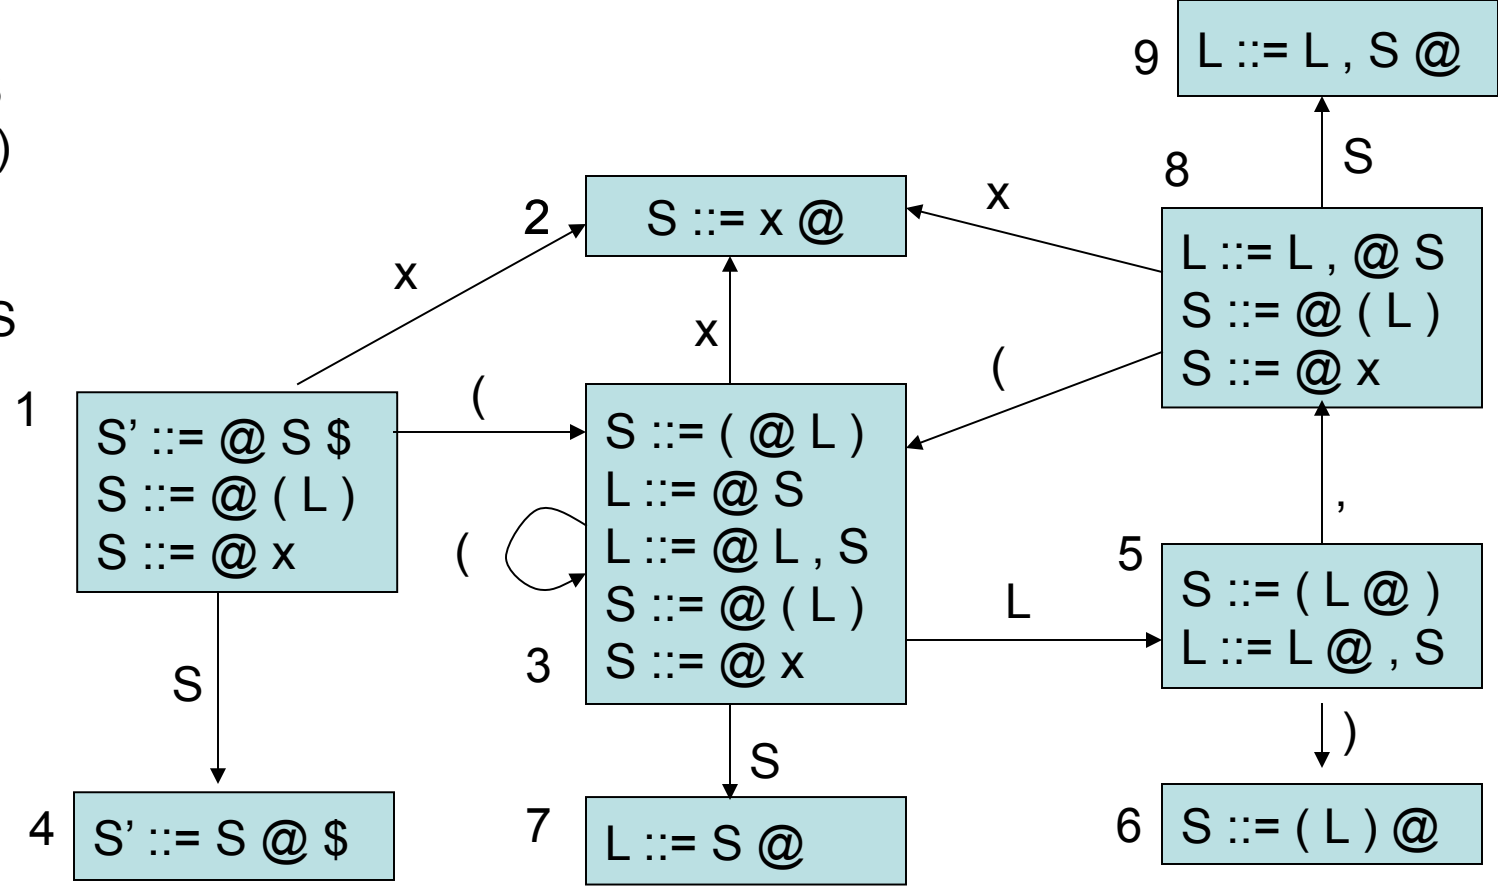 9
L ::= L , S @
)
S
8
x
2
S ::= x @
L ::= L , @ S
S ::= @ ( L )
S ::= @ x
x
x
(
S
1
(
S’ ::= @ S $
S ::= @ ( L )
S ::= @ x
S ::= ( @ L )
L ::= @ S
L ::= @ L , S
S ::= @ ( L )
S ::= @ x
(
3
,
5
S ::= ( L @ )
L ::= L @ , S
L
S
S
)
4
S’ ::= S @ $
7
L ::= S @
6
S ::= ( L ) @